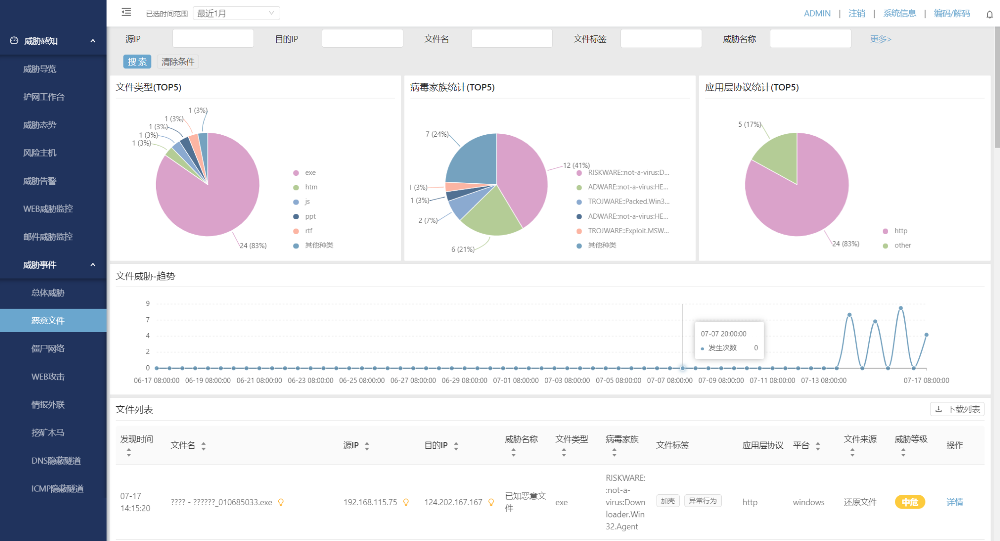 已选时间范围 最近1月
ADMIN | 注销 | 系统信息 | 编码/解码
威胁感知
威胁导览
护网工作台
威胁态势
风险主机
威胁告警
WEB威胁监控
邮件威胁监控
威胁事件
总体威胁
恶意文件
僵尸网络
WEB攻击
情报外联
挖矿木马
DNS隐蔽隧道
ICMP隐蔽隧道
源IP 目的IP 文件名 文件标签 威胁名称 更多>
搜 索 清除条件
文件类型(TOP5)
1 (3%)
1 (3%)
1 (3%)
1 (3%)
1 (3%)
24 (83%)
exe
htm
js
ppt
rtf
其他种类
病毒家族统计(TOP5)
7 (24%)
12 (41%)
1 (3%)
1 (3%)
2 (7%)
6 (21%)
RISKWARE::not-a-virus:D...
ADWARE::not-a-virus:HE...
TROJWARE::Packed.Win3...
ADWARE::not-a-virus:HE...
TROJWARE::Exploit.MSW...
其他种类
应用层协议统计(TOP5)
5 (17%)
24 (83%)
http
other
文件威胁-趋势
9
7
4
2
0
07-07 20:00:00
发生次数 0
06-17 08:00:00 06-19 08:00:00 06-21 08:00:00 06-23 08:00:00 06-25 08:00:00 06-27 08:00:00 06-29 08:00:00 07-01 08:00:00 07-03 08:00:00 07-05 08:00:00 07-07 08:00:00 07-09 08:00:00 07-11 08:00:00 07-13 08:00:00 07-17 08:00:00
文件列表 下载列表
发现时间 文件名 源IP 目的IP 威胁名称 文件类型 病毒家族 文件标签 应用层协议 平台 文件来源 威胁等级 操作
07-17
14:15:20
???? - ??????_010685033.exe
192.168.115.75
124.202.167.167
已知恶意文
件
exe
RISKWARE:
:not-a-
virus:Down
loader.Win
32.Agent
加壳 异常行为
http
windows
还原文件
中危
详情